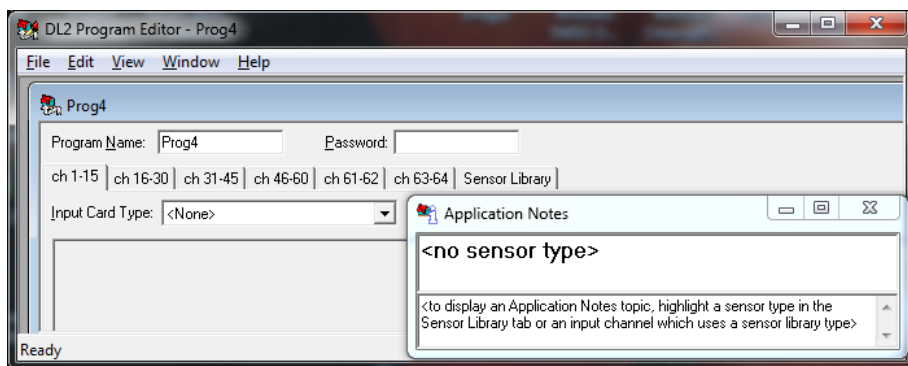 DL2 Program Editor - Prog4
File Edit View Window Help
Prog4
Program Name: Prog4 Password:
ch 1-15 ch 16-30 ch 31-45 ch 46-60 ch 61-62 ch 63-64 Sensor Library
Input Card Type: <None>
Application Notes
<no sensor type>
<to display an Application Notes topic, highlight a sensor type in the
Sensor Library tab or an input channel which uses a sensor library type>
Ready